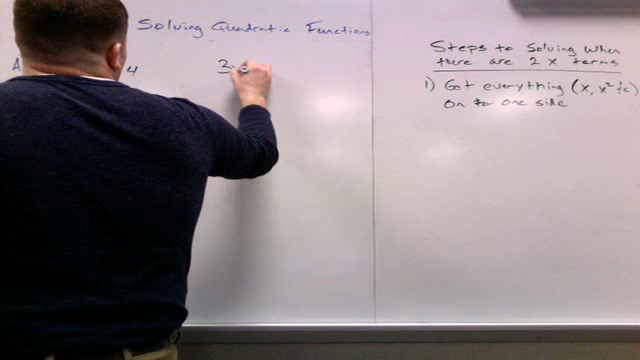 Solving Quadratic Functions
A
4
3
Steps to Solving When
there are 2 x terms
1) Get everything (x, x² & c)
on to one side